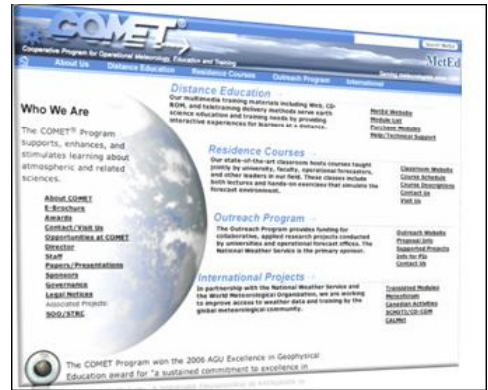 COMET®
Cooperative Program for Operational Meteorology, Education and Training
Search MetEd
MetEd
About Us
Distance Education
Residence Courses
Outreach Program
International
Who We Are
The COMET® Program
supports, enhances, and
stimulates learning about
atmospheric and related
sciences.
About COMET
E-Brochure
Awards
Contact/Visit Us
Opportunities at COMET
Director
Staff
Papers/Presentations
Sponsors
Governance
Legal Notices
Associated Projects:
SOO/STRC
Distance Education
Our multimedia training materials including Web, CD-
ROM, and teletraining delivery methods serve earth
science education and training needs by providing
interactive experiences for learners at a distance.
MetEd Website
Module List
Purchase Modules
Help/Technical Support
Residence Courses
Our state-of-the-art classroom hosts courses taught
jointly by university, faculty, operational forecasters,
and other leaders in our field. These classes include
both lectures and hands-on exercises that simulate the
forecast environment.
Classroom Website
Course Schedule
Course Descriptions
Contact Us
Visit Us
Outreach Program
The Outreach Program provides funding for
collaborative, applied research projects conducted
by universities and operational forecast offices. The
National Weather Service is the primary sponsor.
Outreach Website
Proposal Info
Supported Projects
Info for PIs
Contact Us
International Projects
In partnership with the National Weather Service and
the World Meteorological Organization, we are working
to improve access to weather data and training by the
global meteorological community.
Translated Modules
Meteoforum
Canadian Activities
SCHOTI/CD-COM
CALMet
The COMET Program won the 2006 AGU Excellence in Geophysical
Education award for "a sustained commitment to excellence in